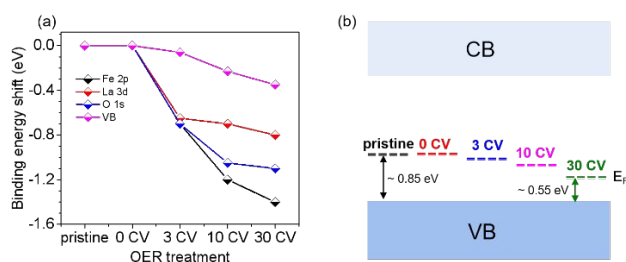 (a)
0.0
-0.4
-0.8
-1.2
-1.6
Binding energy shift (eV)
Fe 2p
La 3d
O 1s
VB
pristine 0 CV 3 CV 10 CV 30 CV
OER treatment
(b)
CB
pristine 0 CV 3 CV 10 CV 30 CV
~ 0.85 eV
~ 0.55 eV
EF
VB